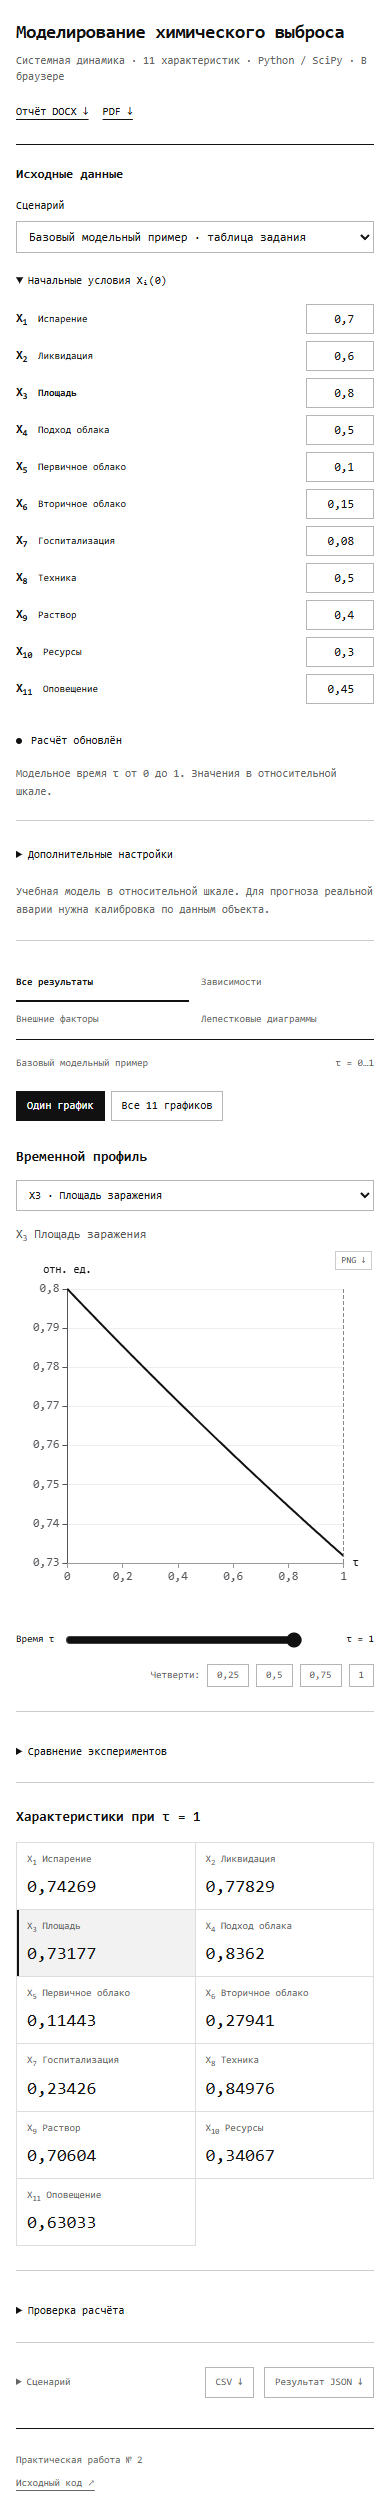 Моделирование химического выброса
Системная динамика · 11 характеристик · Python / SciPy · В
браузере
Отчёт DOCX ↓ PDF ↓
Исходные данные
Сценарий
Базовый модельный пример · таблица задания
▼ Начальные условия Xᵢ(0)
X₁ Испарение 0,7
X₂ Ликвидация 0,6
X₃ Площадь 0,8
X₄ Подход облака 0,5
X₅ Первичное облако 0,1
X₆ Вторичное облако 0,15
X₇ Госпитализация 0,08
X₈ Техника 0,5
X₉ Раствор 0,4
X₁₀ Ресурсы 0,3
X₁₁ Оповещение 0,45
● Расчёт обновлён
Модельное время τ от 0 до 1. Значения в относительной
шкале.
▶ Дополнительные настройки
Учебная модель в относительной шкале. Для прогноза реальной
аварии нужна калибровка по данным объекта.
Все результаты Зависимости
Внешние факторы Лепестковые диаграммы
Базовый модельный пример τ = 0…1
Один график Все 11 графиков
Временной профиль
X3 · Площадь заражения
X₃ Площадь заражения
PNG ↓
отн. ед.
0,8
0,79
0,78
0,77
0,76
0,75
0,74
0,73
τ
0 0,2 0,4 0,6 0,8 1
Время τ τ = 1
Четверти: 0,25 0,5 0,75 1
▶ Сравнение экспериментов
Характеристики при τ = 1
X₁ Испарение X₂ Ликвидация
0,74269 0,77829
X₃ Площадь X₄ Подход облака
0,73177 0,8362
X₅ Первичное облако X₆ Вторичное облако
0,11443 0,27941
X₇ Госпитализация X₈ Техника
0,23426 0,84976
X₉ Раствор X₁₀ Ресурсы
0,70604 0,34067
X₁₁ Оповещение
0,63033
▶ Проверка расчёта
▶ Сценарий CSV ↓ Результат JSON ↓
Практическая работа № 2
Исходный код ↗